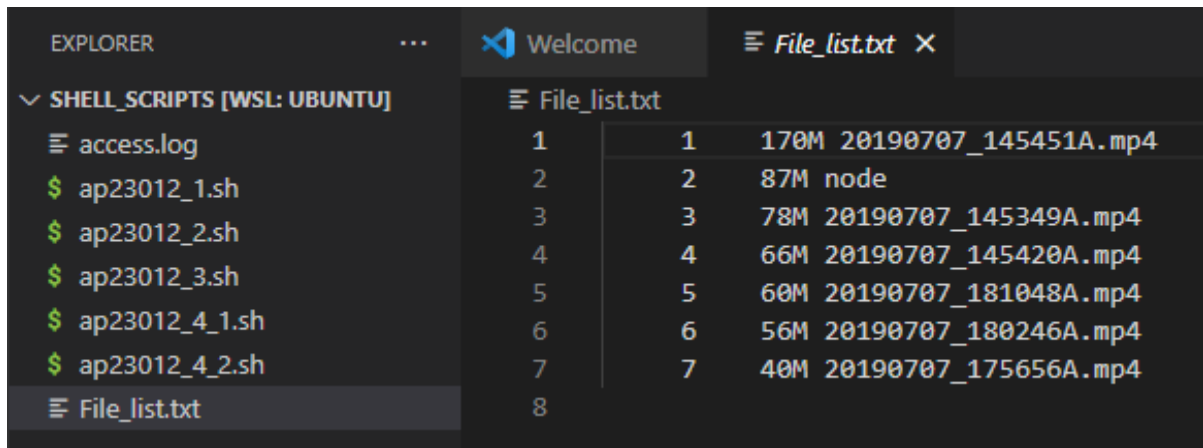 EXPLORER ...
SHELL_SCRIPTS [WSL: UBUNTU]
access.log
$ ap23012_1.sh
$ ap23012_2.sh
$ ap23012_3.sh
$ ap23012_4_1.sh
$ ap23012_4_2.sh
File_list.txt
Welcome File_list.txt
File_list.txt
1 1 170M 20190707_145451A.mp4
2 2 87M node
3 3 78M 20190707_145349A.mp4
4 4 66M 20190707_145420A.mp4
5 5 60M 20190707_181048A.mp4
6 6 56M 20190707_180246A.mp4
7 7 40M 20190707_175656A.mp4
8